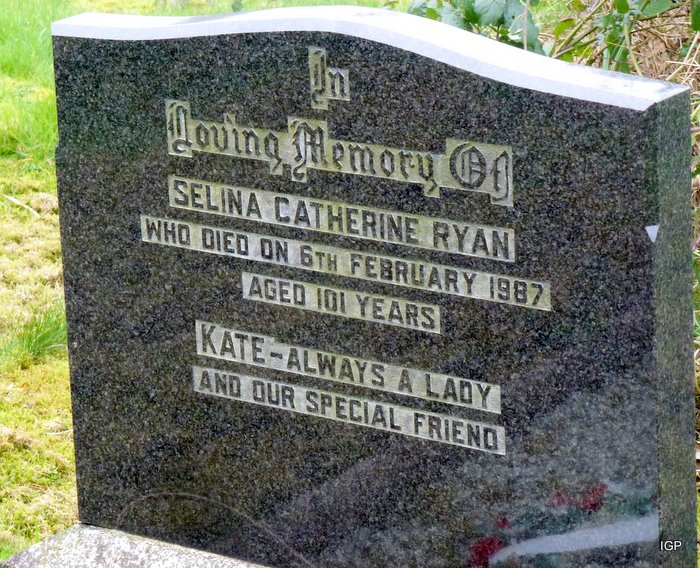 In
Loving Memory Of
SELINA CATHERINE RYAN
WHO DIED ON 6TH FEBRUARY 1987
AGED 101 YEARS
KATE-ALWAYS A LADY
AND OUR SPECIAL FRIEND
IGP